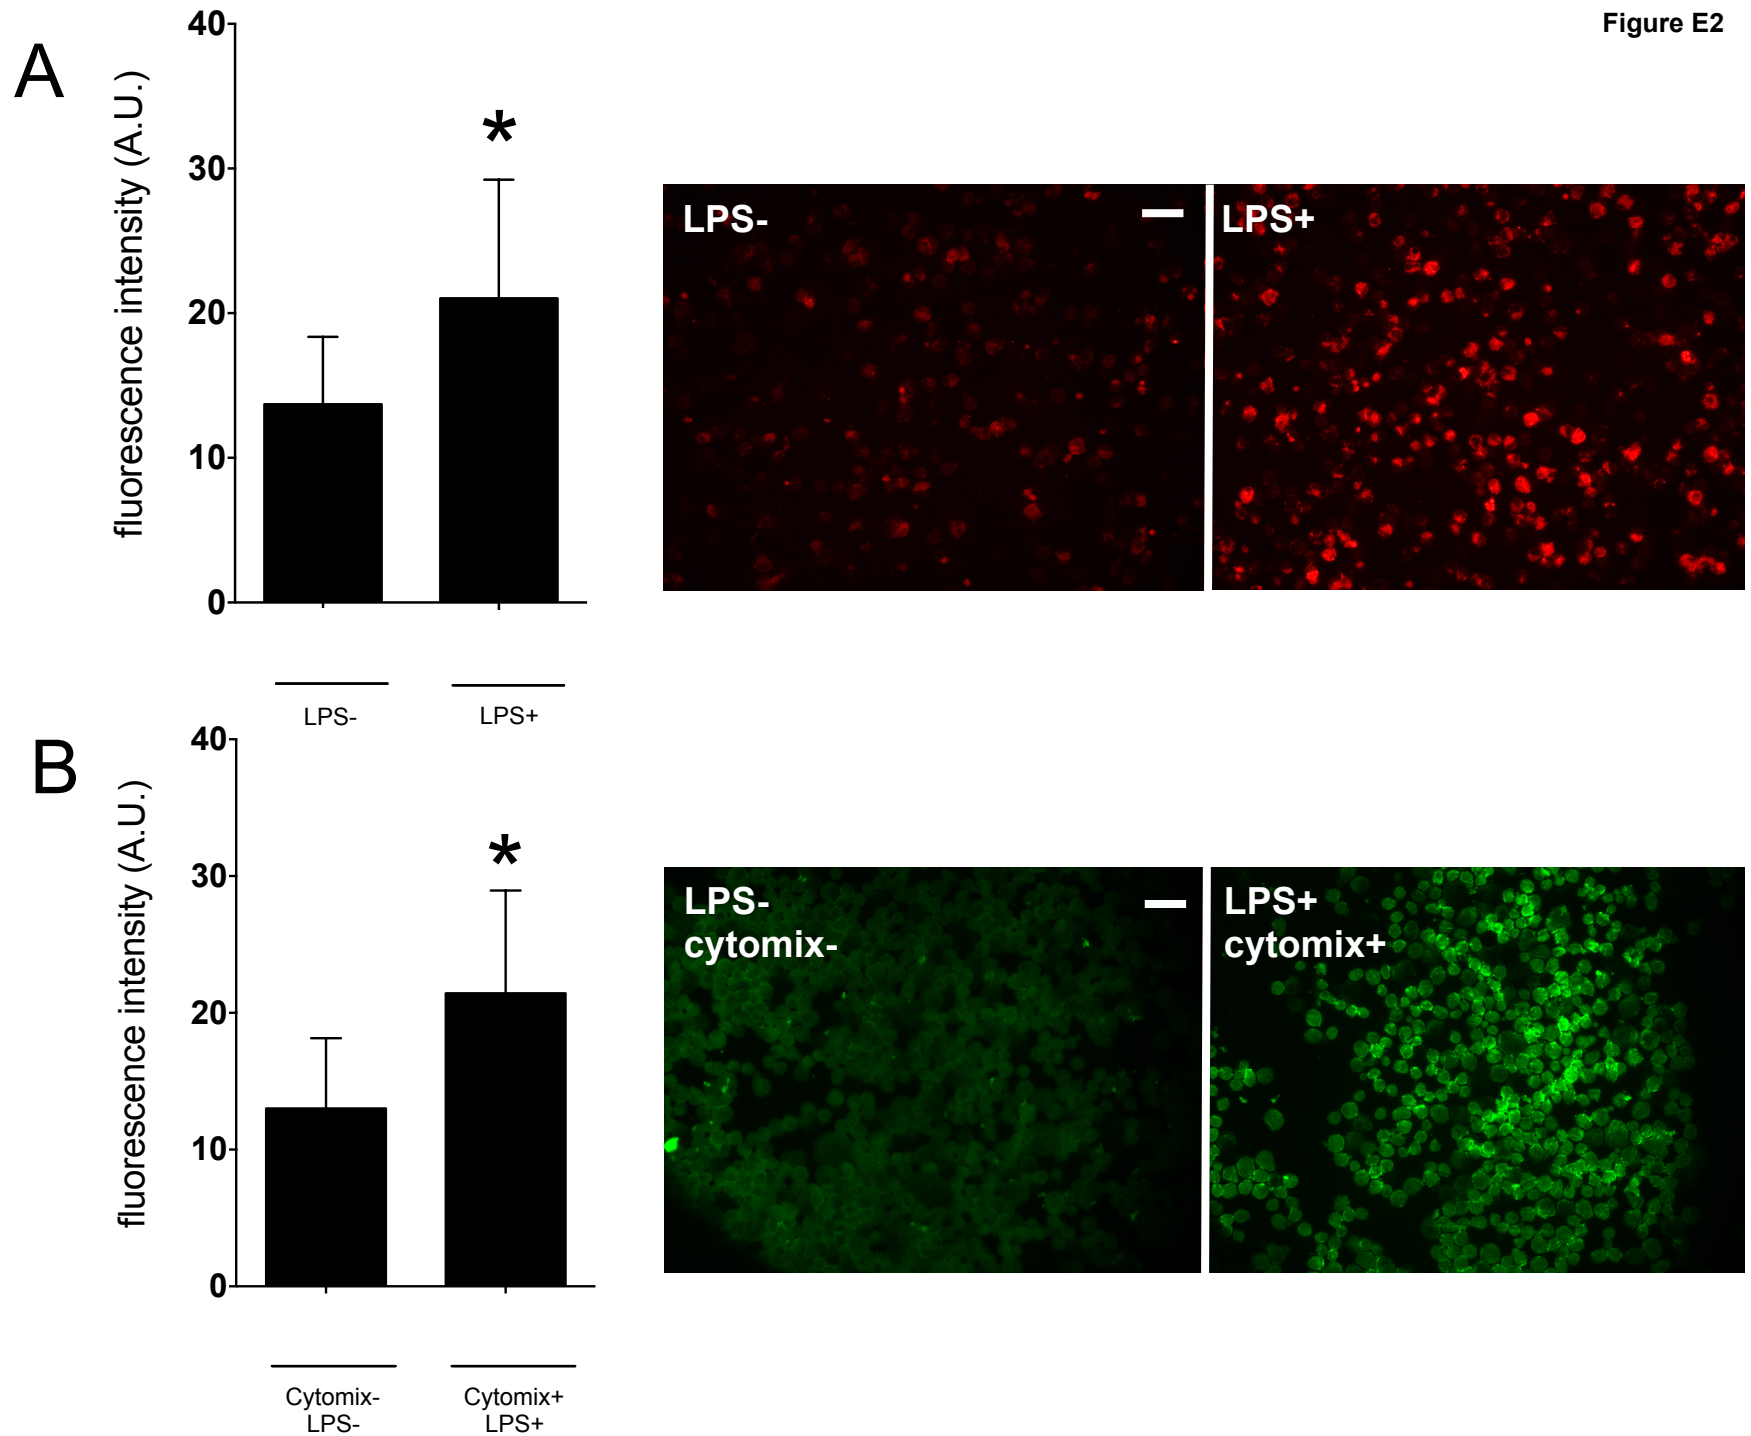 Figure E2
A
fluorescence intensity (A.U.)
40
30
20
10
0
*
LPS-
LPS+
LPS-
LPS+
B
fluorescence intensity (A.U.)
40
30
20
10
0
*
Cytomix-
LPS-
Cytomix+
LPS+
LPS-
cytomix-
LPS+
cytomix+